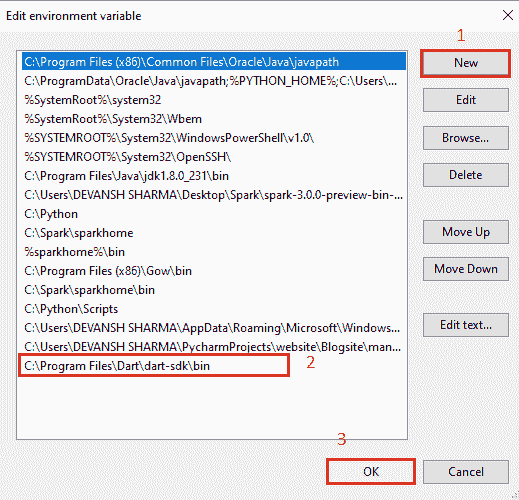 Edit environment variable
1
C:\Program Files (x86)\Common Files\Oracle\Java\javapath
New
C:\ProgramData\Oracle\Java\javapath;%PYTHON_HOME%;C:\Users\...
%SystemRoot%\system32
Edit
%SystemRoot%\System32\Wbem
%SYSTEMROOT%\System32\WindowsPowerShell\v1.0\
Browse...
%SYSTEMROOT%\System32\OpenSSH\
C:\Program Files\Java\jdk1.8.0_231\bin
Delete
C:\Users\DEVANSH SHARMA\Desktop\Spark\spark-3.0.0-preview-bin-...
C:\Python
C:\Spark\sparkhome
Move Up
%sparkhome%\bin
C:\Program Files (x86)\Gow\bin
Move Down
C:\Spark\sparkhome\bin
C:\Python\Scripts
C:\Users\DEVANSH SHARMA\AppData\Roaming\Microsoft\Windows...
Edit text...
C:\Users\DEVANSH SHARMA\PycharmProjects\website\Blogsite\man...
C:\Program Files\Dart\dart-sdk\bin
2
3
OK
Cancel